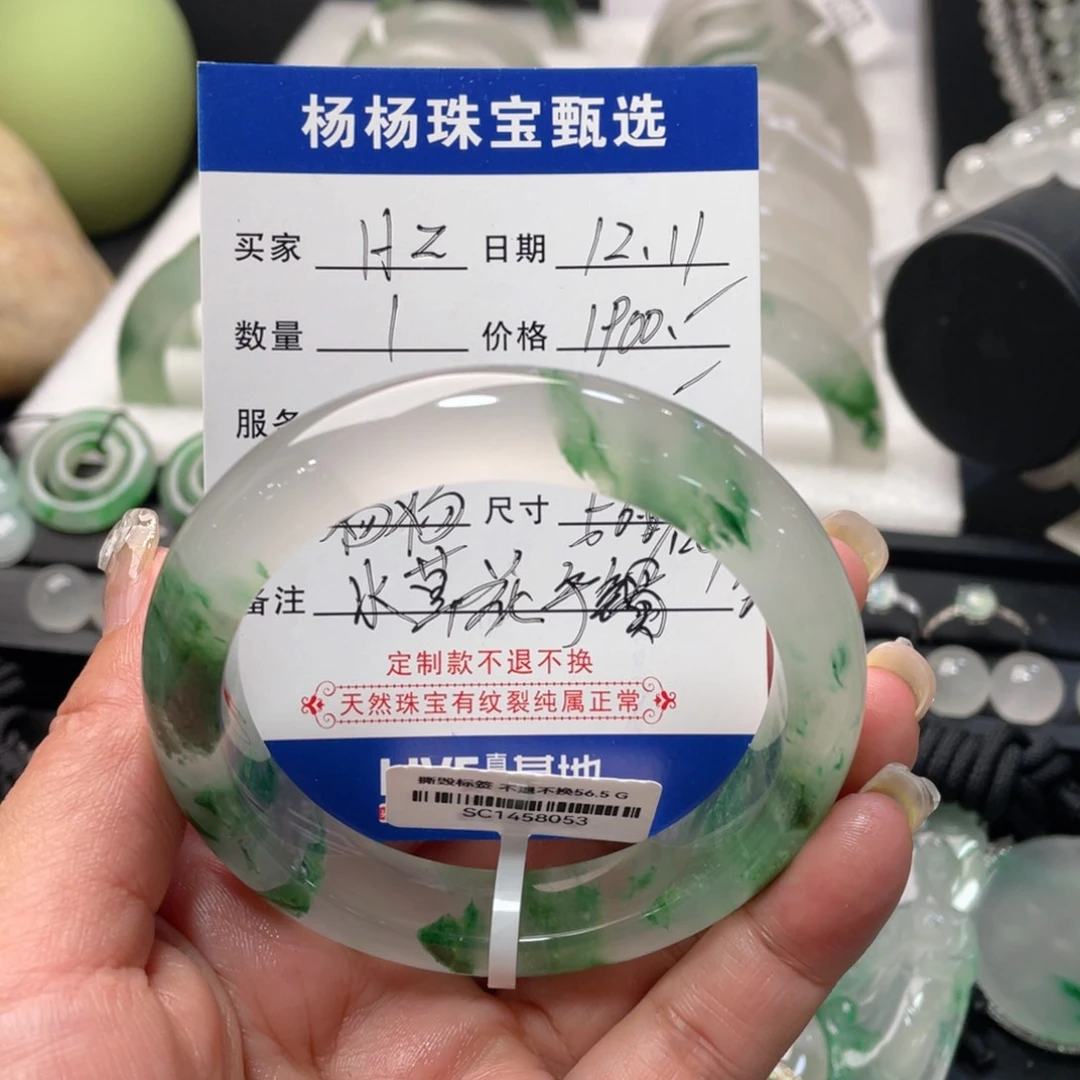 杨杨珠宝甄选
买家 HZ 日期 12.11
数量 1 价格 1900.
服务
尺寸
备注 水草花手镯
定制款不退不换
天然珠宝有纹裂纯属正常
基地
撕毁标签 不退不换56.5 G
SC1458053